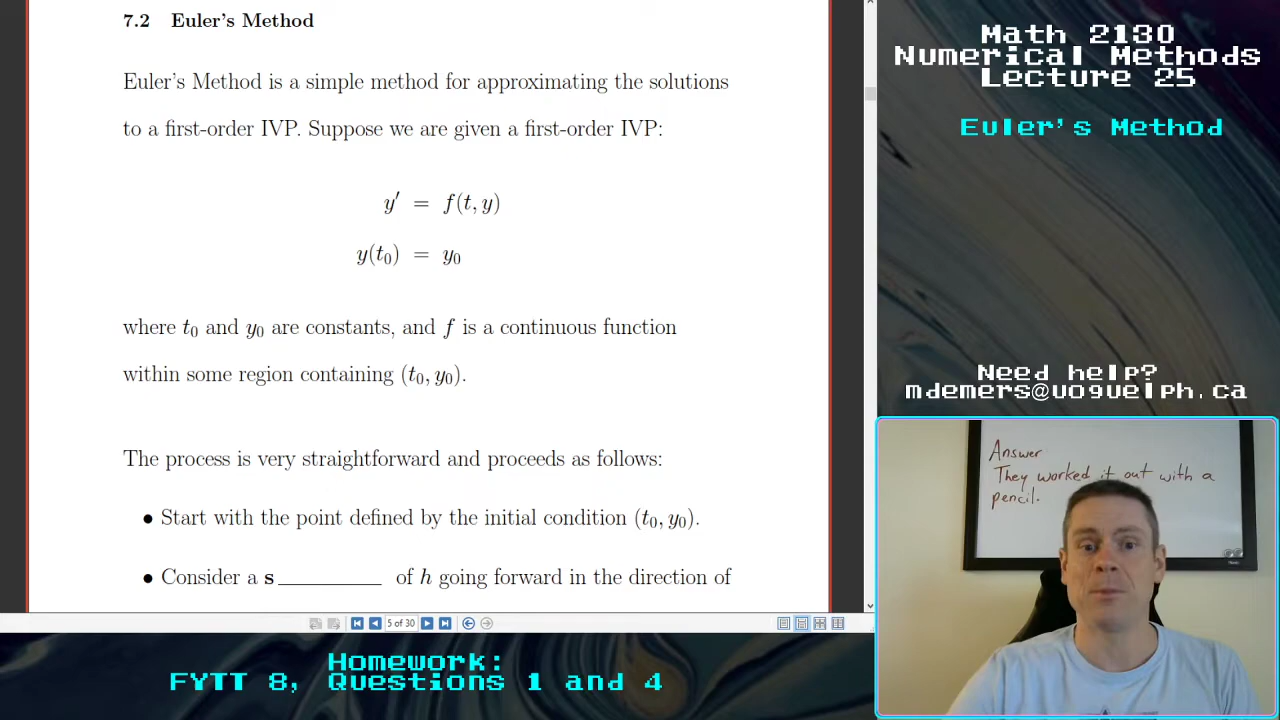 7.2 Euler's Method
Euler's Method is a simple method for approximating the solutions
to a first-order IVP. Suppose we are given a first-order IVP:
y′ = f(t, y)
y(t₀) = y₀
where t₀ and y₀ are constants, and f is a continuous function
within some region containing (t₀, y₀).
The process is very straightforward and proceeds as follows:
• Start with the point defined by the initial condition (t₀, y₀).
• Consider a s__________ of h going forward in the direction of
5 of 30
Math 2130
Numerical Methods
Lecture 25
Euler's Method
Need help?
mdemers@uoguelph.ca
Answer
They worked it out with a
pencil.
Homework:
FYTT 8, Questions 1 and 4